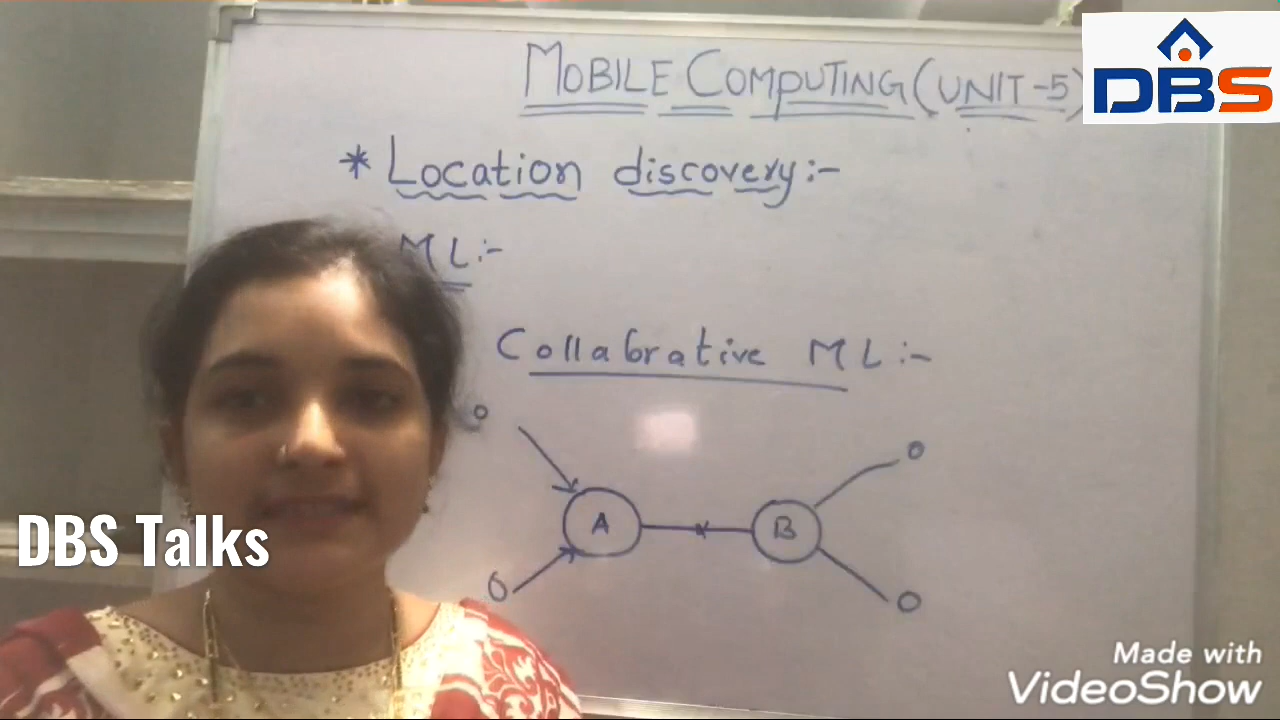 MOBILE COMPUTING (UNIT-5)
DBS
* Location discovery:-
ML:-
Collabrative ML:-
A
B
DBS Talks
Made with
VideoShow